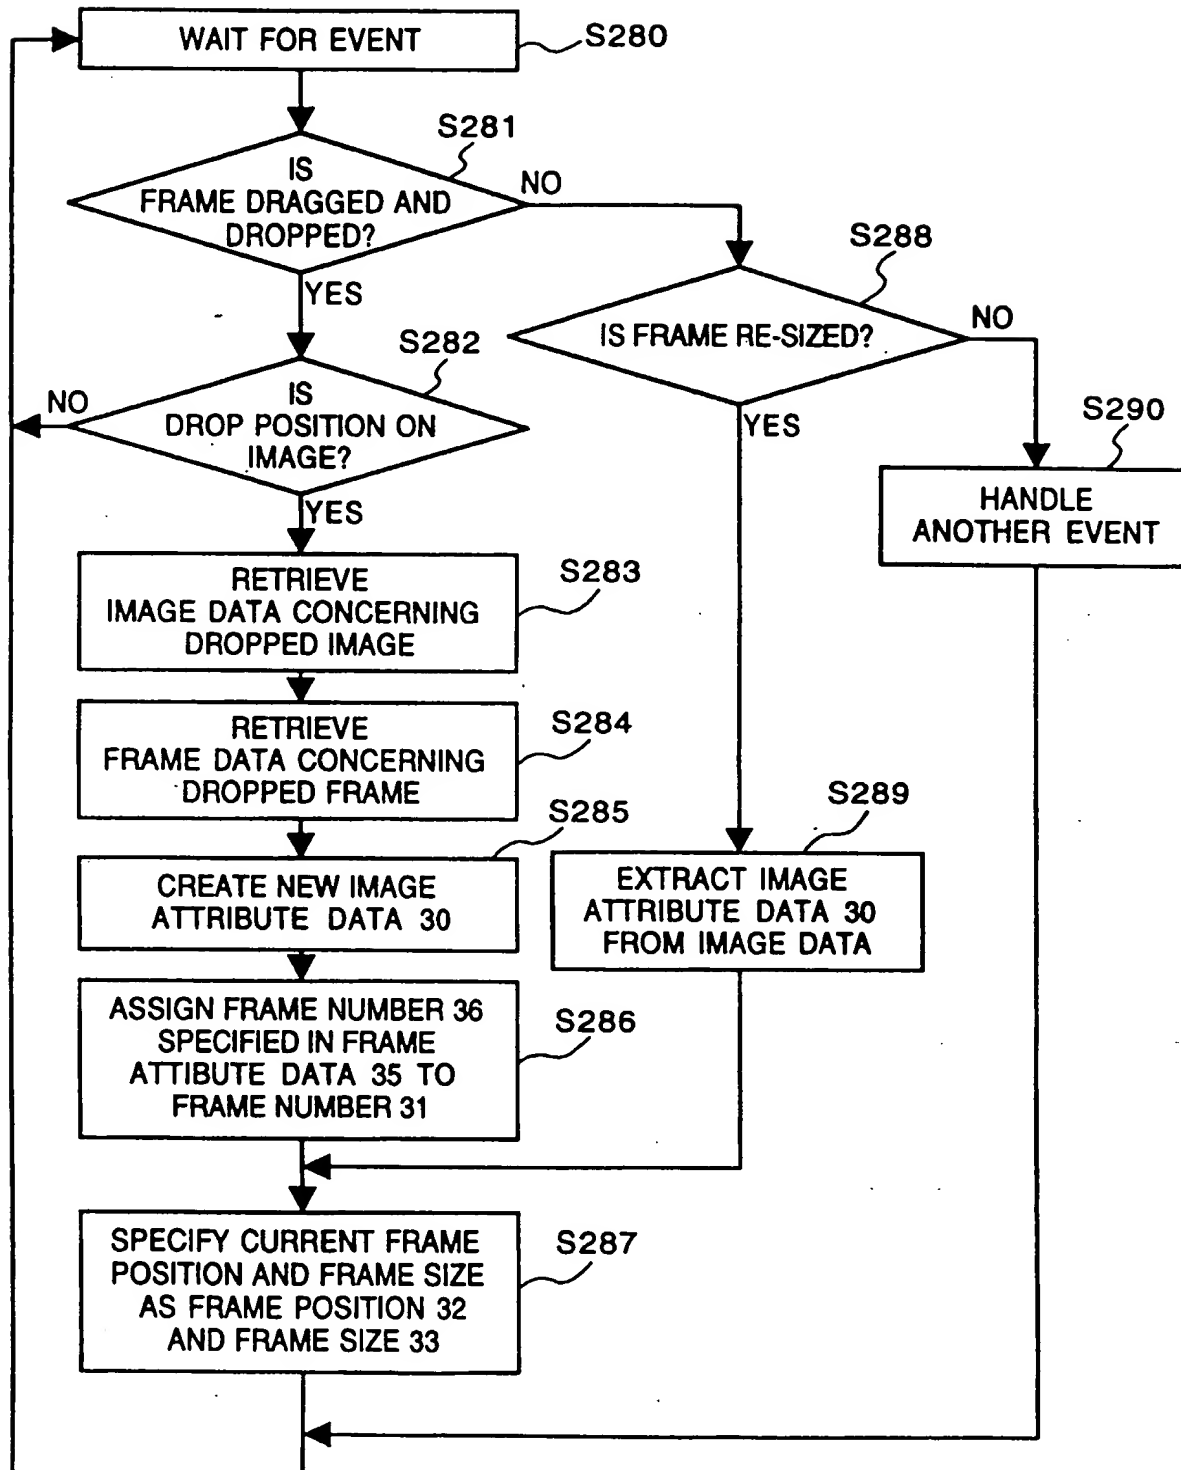 WAIT FOR EVENT
S280
S281
IS
FRAME DRAGGED AND
DROPPED?
NO
YES
S288
IS FRAME RE-SIZED?
NO
YES
S282
IS
DROP POSITION ON
IMAGE?
NO
YES
S290
HANDLE
ANOTHER EVENT
RETRIEVE
IMAGE DATA CONCERNING
DROPPED IMAGE
S283
RETRIEVE
FRAME DATA CONCERNING
DROPPED FRAME
S284
S285
CREATE NEW IMAGE
ATTRIBUTE DATA 30
S289
EXTRACT IMAGE
ATTRIBUTE DATA 30
FROM IMAGE DATA
ASSIGN FRAME NUMBER 36
SPECIFIED IN FRAME
ATTIBUTE DATA 35 TO
FRAME NUMBER 31
S286
SPECIFY CURRENT FRAME
POSITION AND FRAME SIZE
AS FRAME POSITION 32
AND FRAME SIZE 33
S287